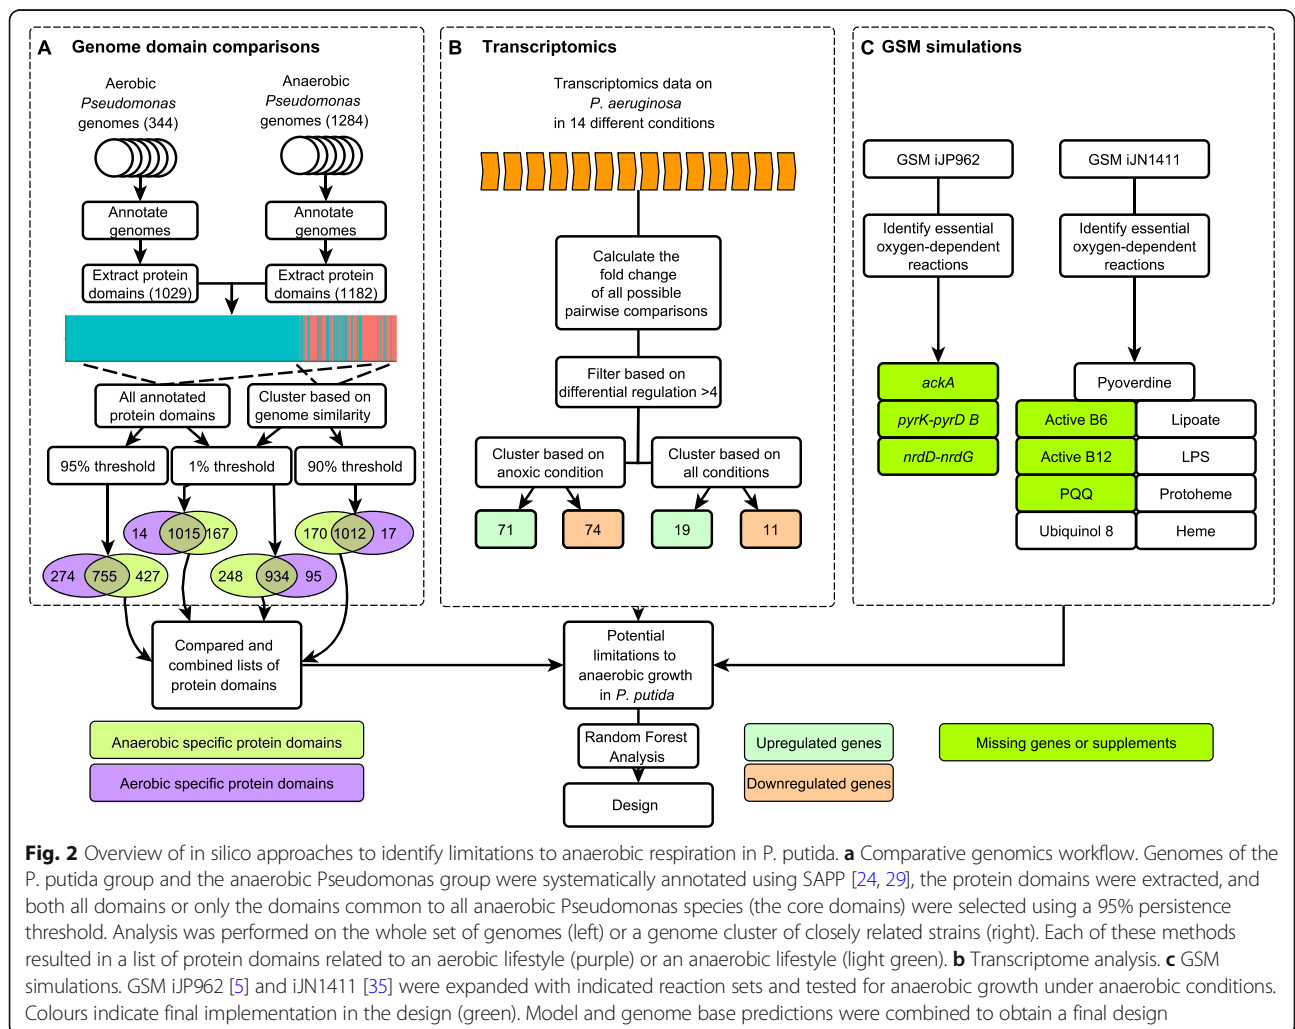 A Genome domain comparisons
Aerobic
Pseudomonas
genomes (344)
Anaerobic
Pseudomonas
genomes (1284)
Annotate
genomes
Annotate
genomes
Extract protein
domains (1029)
Extract protein
domains (1182)
All annotated
protein domains
Cluster based on
genome similarity
95% threshold
1% threshold
90% threshold
14
1015
167
170
1012
17
274
755
427
248
934
95
Compared and
combined lists of
protein domains
Anaerobic specific protein domains
Aerobic specific protein domains
B Transcriptomics
Transcriptomics data on
P. aeruginosa
in 14 different conditions
Calculate the
fold change
of all possible
pairwise comparisons
Filter based on
differential regulation >4
Cluster based on
anoxic condition
Cluster based on
all conditions
71
74
19
11
Potential
limitations to
anaerobic growth
in P. putida
Random Forest
Analysis
Design
Upregulated genes
Downregulated genes
C GSM simulations
GSM iJP962
GSM iJN1411
Identify essential
oxygen-dependent
reactions
Identify essential
oxygen-dependent
reactions
ackA
pyrK-pyrD B
nrdD-nrdG
Pyoverdine
Active B6
Lipoate
Active B12
LPS
PQQ
Protoheme
Ubiquinol 8
Heme
Missing genes or supplements
Fig. 2 Overview of in silico approaches to identify limitations to anaerobic respiration in P. putida. a Comparative genomics workflow. Genomes of the
P. putida group and the anaerobic Pseudomonas group were systematically annotated using SAPP [24, 29], the protein domains were extracted, and
both all domains or only the domains common to all anaerobic Pseudomonas species (the core domains) were selected using a 95% persistence
threshold. Analysis was performed on the whole set of genomes (left) or a genome cluster of closely related strains (right). Each of these methods
resulted in a list of protein domains related to an aerobic lifestyle (purple) or an anaerobic lifestyle (light green). b Transcriptome analysis. c GSM
simulations. GSM iJP962 [5] and iJN1411 [35] were expanded with indicated reaction sets and tested for anaerobic growth under anaerobic conditions.
Colours indicate final implementation in the design (green). Model and genome base predictions were combined to obtain a final design